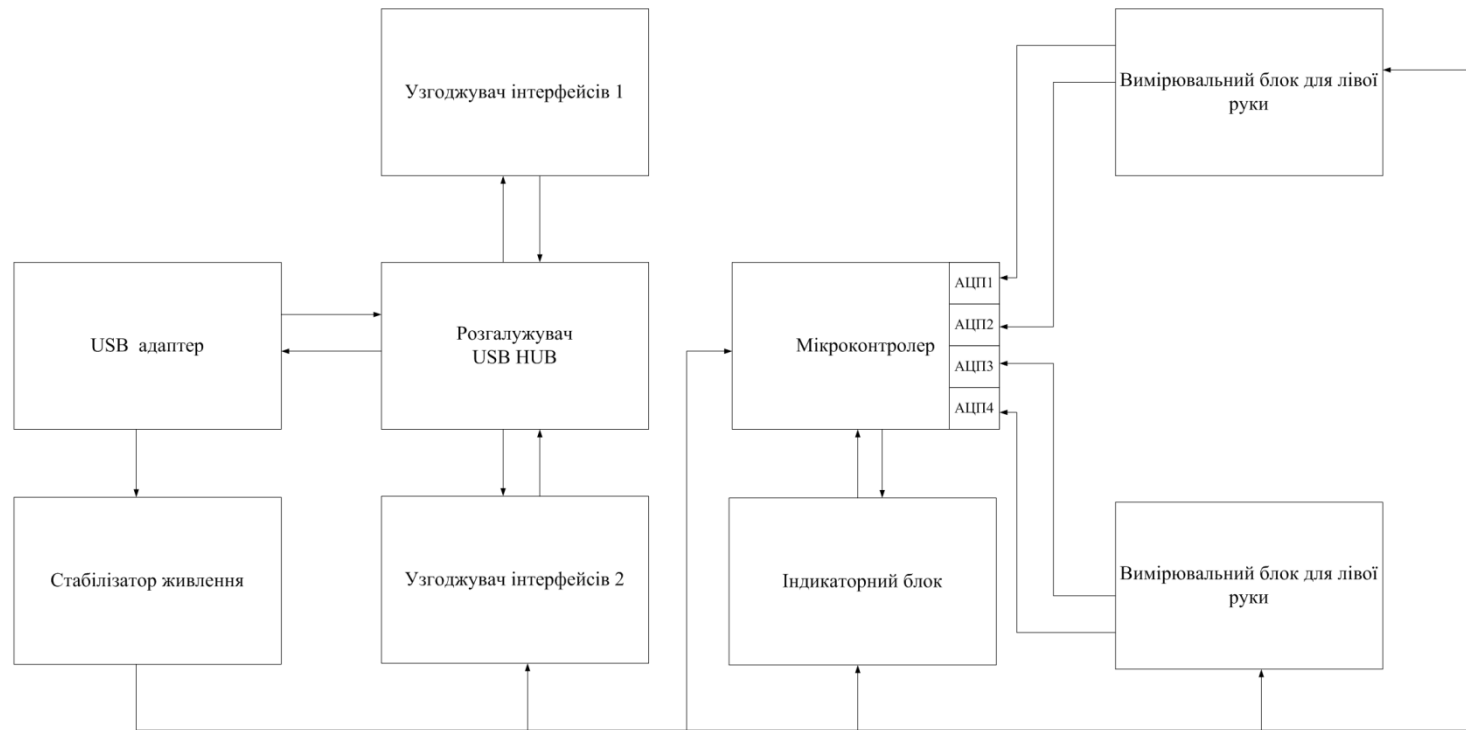 Узгоджувач інтерфейсів 1
Вимірювальний блок для лівої
руки
USB адаптер
Розгалужувач
USB HUB
Мікроконтролер
АЦП1
АЦП2
АЦП3
АЦП4
Стабілізатор живлення
Узгоджувач інтерфейсів 2
Індикаторний блок
Вимірювальний блок для лівої
руки